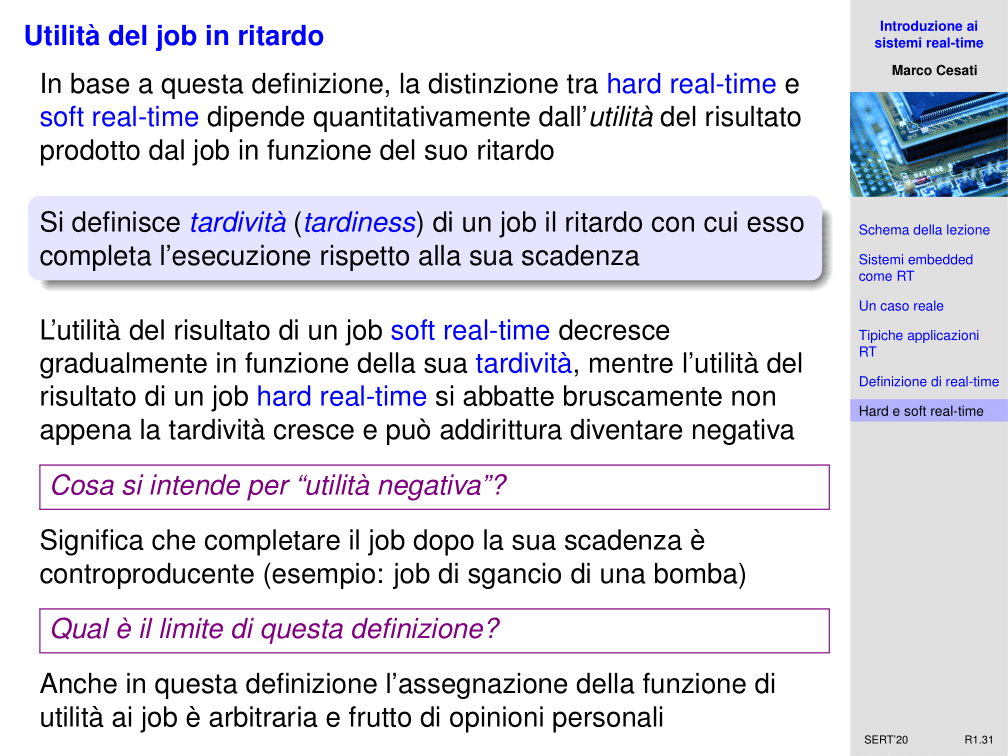 Utilità del job in ritardo
In base a questa definizione, la distinzione tra hard real-time e
soft real-time dipende quantitativamente dall'utilità del risultato
prodotto dal job in funzione del suo ritardo
Si definisce tardività (tardiness) di un job il ritardo con cui esso
completa l'esecuzione rispetto alla sua scadenza
L'utilità del risultato di un job soft real-time decresce
gradualmente in funzione della sua tardività, mentre l'utilità del
risultato di un job hard real-time si abbatte bruscamente non
appena la tardività cresce e può addirittura diventare negativa
Cosa si intende per “utilità negativa”?
Significa che completare il job dopo la sua scadenza è
controproducente (esempio: job di sgancio di una bomba)
Qual è il limite di questa definizione?
Anche in questa definizione l'assegnazione della funzione di
utilità ai job è arbitraria e frutto di opinioni personali
Introduzione ai
sistemi real-time
Marco Cesati
R47 R46
Schema della lezione
Sistemi embedded
come RT
Un caso reale
Tipiche applicazioni
RT
Definizione di real-time
Hard e soft real-time
SERT'20 R1.31